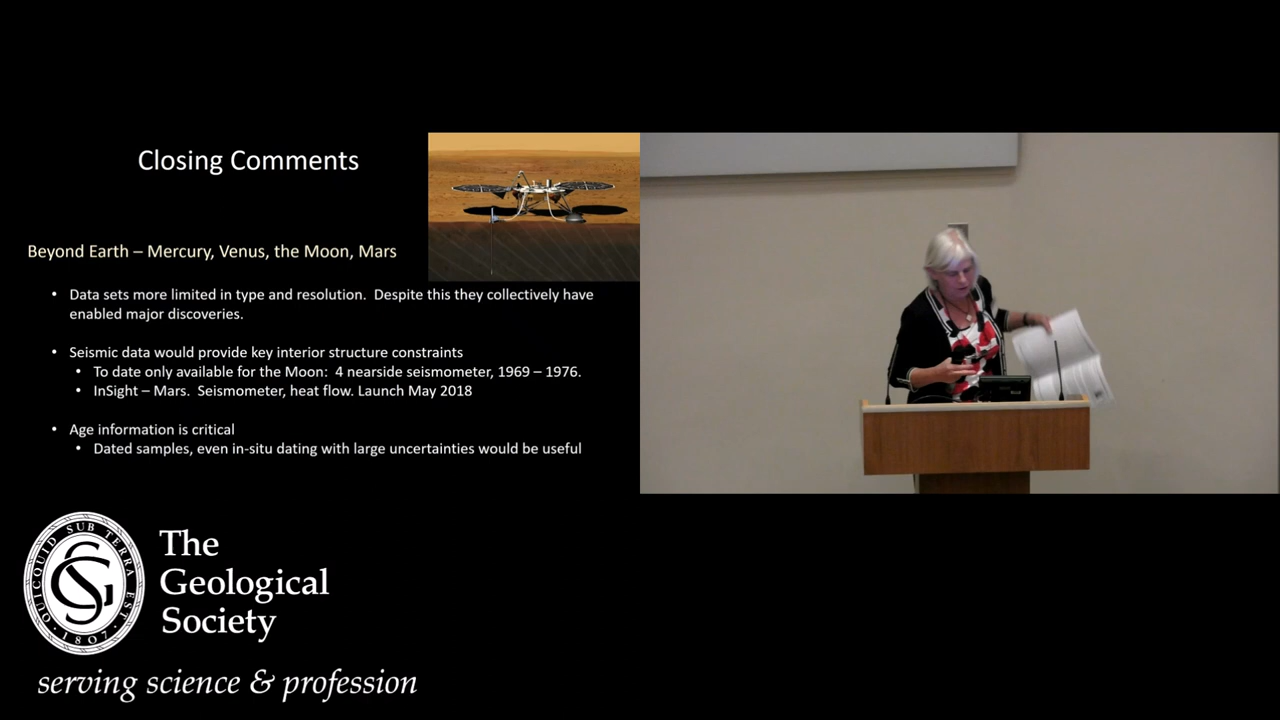 Closing Comments
Beyond Earth – Mercury, Venus, the Moon, Mars
• Data sets more limited in type and resolution. Despite this they collectively have
enabled major discoveries.
• Seismic data would provide key interior structure constraints
• To date only available for the Moon: 4 nearside seismometer, 1969 – 1976.
• InSight – Mars. Seismometer, heat flow. Launch May 2018
• Age information is critical
• Dated samples, even in-situ dating with large uncertainties would be useful
QUICQUID SUB TERRA EST
· 1807 ·
The
Geological
Society
serving science & profession